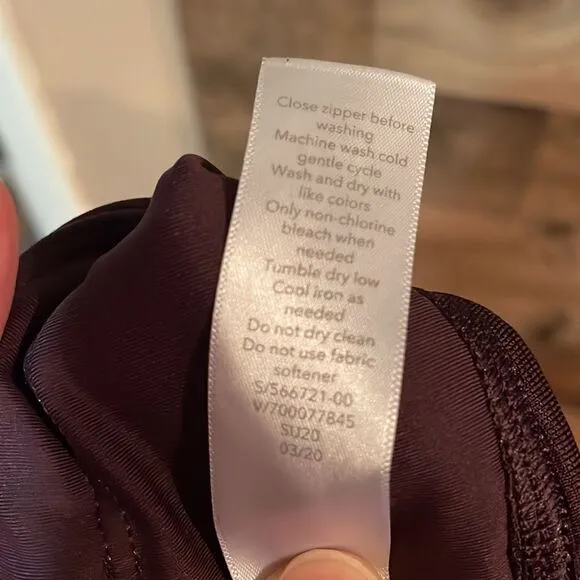 Close zipper before
washing
Machine wash cold
gentle cycle
Wash and dry with
like colors
Only non-chlorine
bleach when
needed
Tumble dry low
Cool iron as
needed
Do not dry clean
Do not use fabric
softener
S/566721-00
V/700077845
SU20
03/20